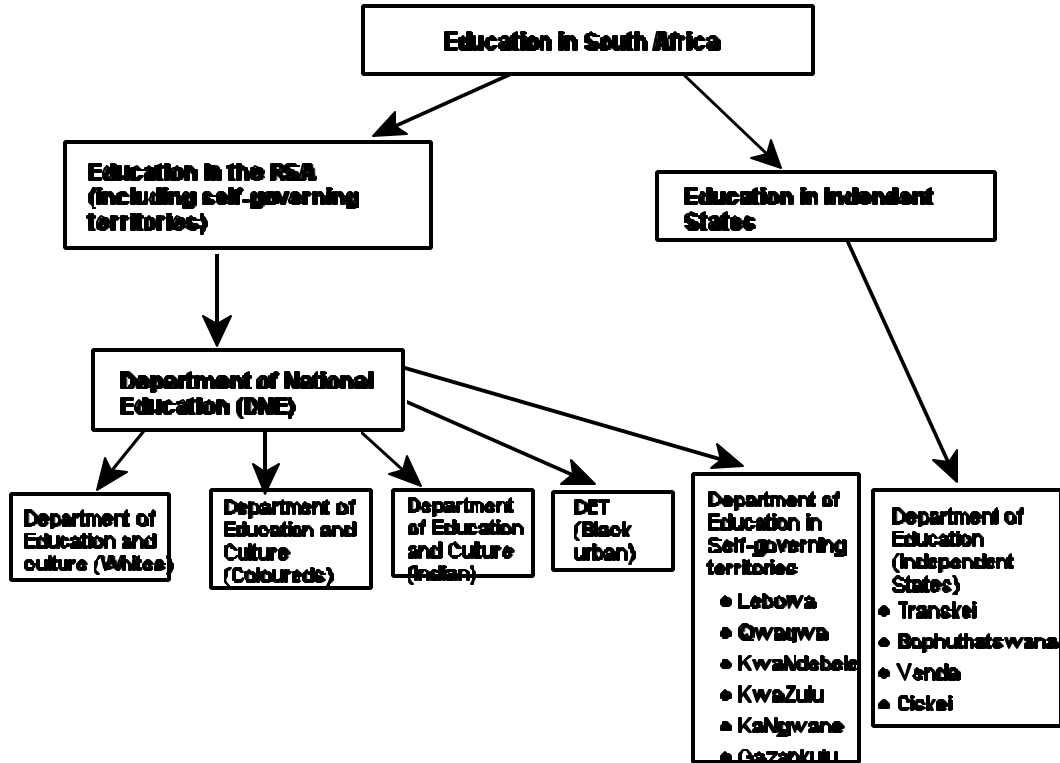 Education in South Africa
Education in the RSA
(including self-governing
territories)
Education in Indendent
States
Department of National
Education (DNE)
Department of
Education and
culture (Whites)
Department of
Education and
Culture
(Coloureds)
Department
of Education
and Culture
(Indian)
DET
(Black
urban)
Department of
Education in
Self-governing
territories
• Lebowa
• Qwaqwa
• KwaNdebele
• KwaZulu
• KaNgwane
• Gazankulu
Department of
Education
(Independent
States)
• Transkei
• Bophuthatswana
• Venda
• Ciskei